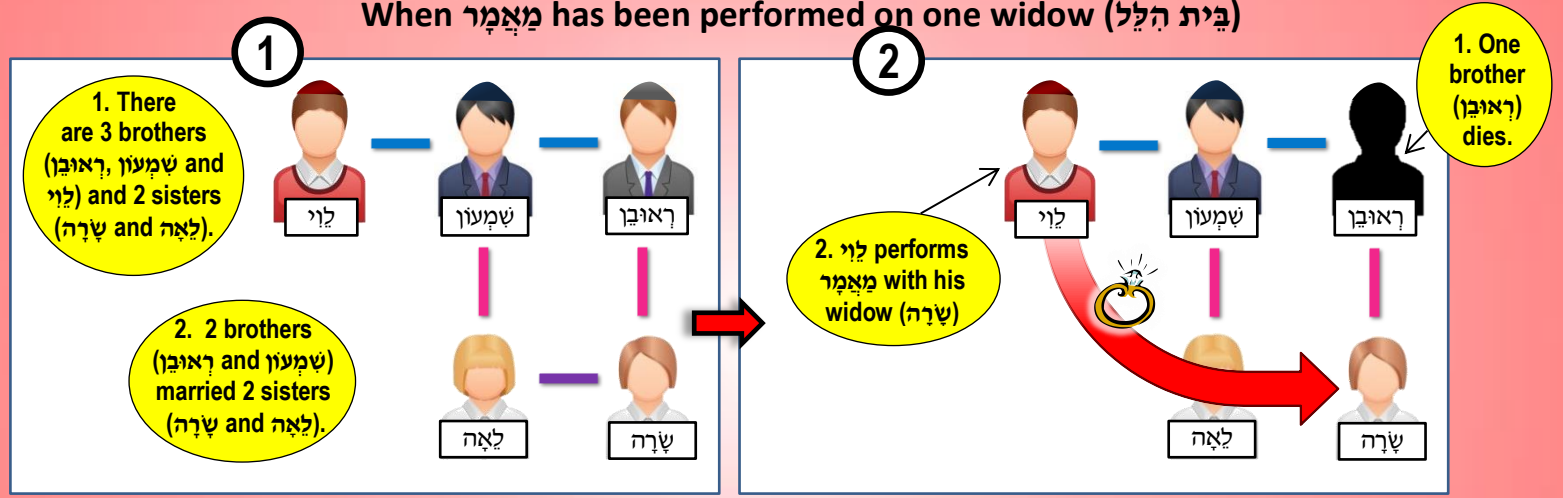 When מַאֲמָר has been performed on one widow (בֵּית הִלֵּל)
1
1. There
are 3 brothers
(רְאוּבֵן, שִׁמְעוֹן and
לֵוִי) and 2 sisters
(שָׂרָה and לֵאָה).
לֵוִי
שִׁמְעוֹן
רְאוּבֵן
2. 2 brothers
(רְאוּבֵן and שִׁמְעוֹן)
married 2 sisters
(שָׂרָה and לֵאָה).
לֵאָה
שָׂרָה
2
1. One
brother
(רְאוּבֵן)
dies.
לֵוִי
שִׁמְעוֹן
רְאוּבֵן
2. לֵוִי performs
מַאֲמָר with his
widow (שָׂרָה)
לֵאָה
שָׂרָה